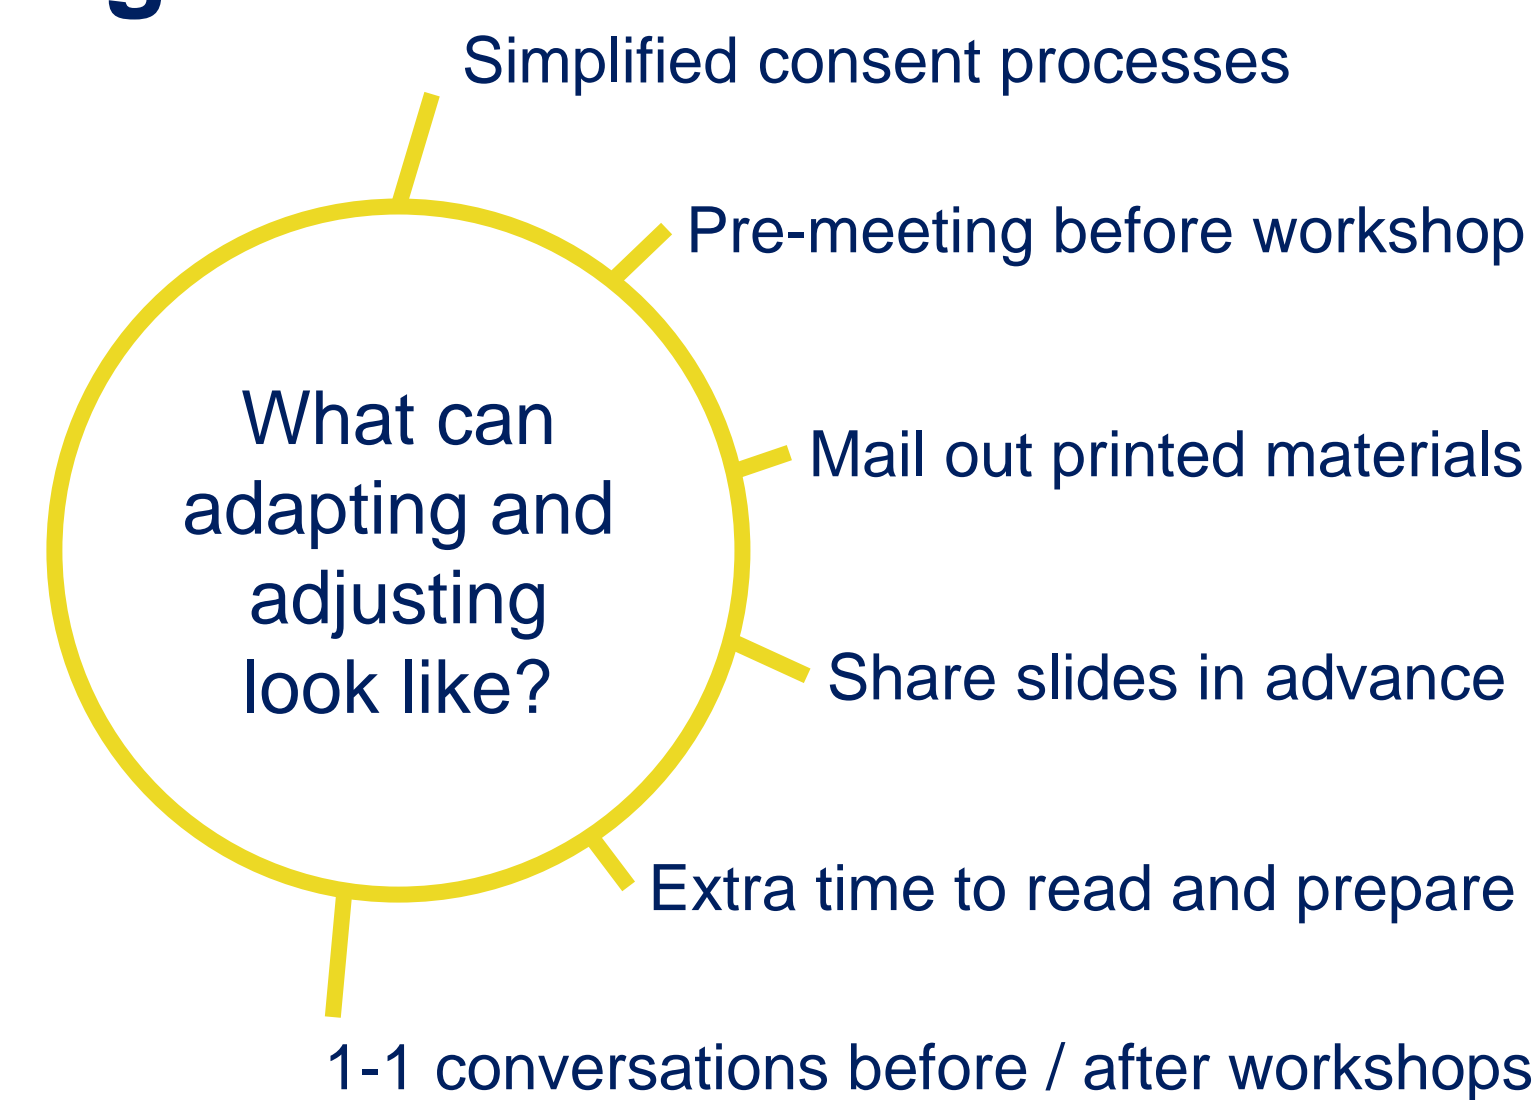 Simplified consent processes
Pre-meeting before workshop
What can
adapting and
adjusting
look like?
Mail out printed materials
Share slides in advance
Extra time to read and prepare
1-1 conversations before / after workshops